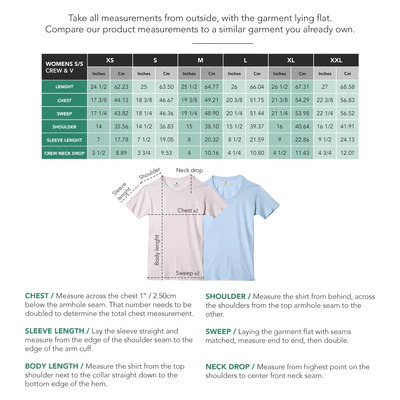 Take all measurements from outside, with the garment lying flat.
Compare our product measurements to a similar garment you already own.
WOMENS S/S CREW & V XS S M L XL XXL
Inches Cm Inches Cm Inches Cm Inches Cm Inches Cm Inches Cm
LENGHT 24 1/2 62.23 25 63.50 25 1/2 64.77 26 66.04 26 1/2 67.31 27 68.58
CHEST 17 3/8 44.13 18 3/8 46.67 19 3/8 49.21 20 3/8 51.75 21 3/8 54.29 22 3/8 56.83
SWEEP 17 1/4 43.82 18 1/4 46.36 19 1/4 48.90 20 1/4 51.44 21 1/4 53.98 22 1/4 56.52
SHOULDER 14 35.56 14 3/8 36.83 15 38.10 15 1/2 39.37 16 40.64 16 1/2 41.91
SLEEVE LENGHT 7 17.78 7 1/2 19.05 8 20.32 8 1/2 21.59 9 22.86 9 1/2 24.13
CREW NECK DROP 3 1/2 8.89 3 3/4 9.53 4 10.16 4 1/4 10.80 4 1/2 11.43 4 3/4 12.07
Shoulder Neck drop
Sleeve lenght
Chest x2
Body lenght
Sweep x2
CHEST / Measure across the chest 1" / 2.50cm
below the armhole seam. That number needs to be
doubled to determine the total chest measurement.
SLEEVE LENGTH / Lay the sleeve straight and
measure from the edge of the shoulder seam to the
edge of the arm cuff.
BODY LENGTH / Measure the shirt from the top
shoulder next to the collar straight down to the
bottom edge of the hem.
SHOULDER / Measure the shirt from behind, across
the shoulders from the top armhole seam to the
other.
SWEEP / Laying the garment flat with seams
matched, measure end to end, then double.
NECK DROP / Measure from highest point on the
shoulders to center front neck seam.